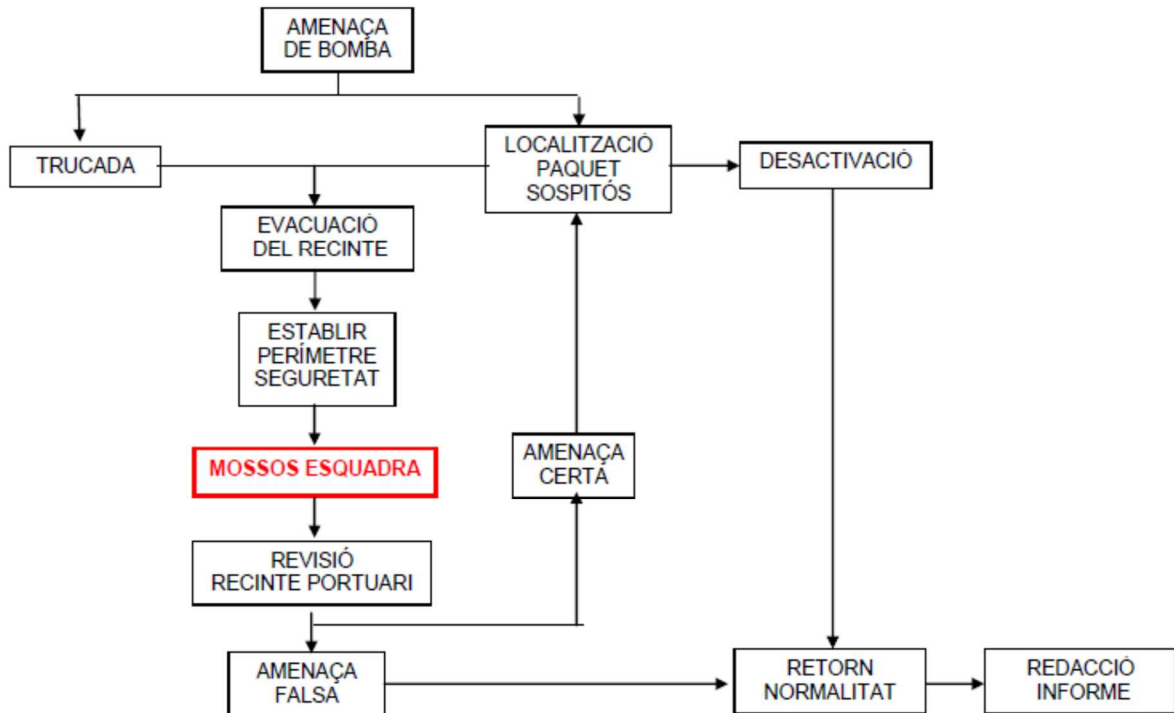 AMENAÇA
DE BOMBA
TRUCADA
LOCALITZACIÓ
PAQUET
SOSPITÓS
DESACTIVACIÓ
EVACUACIÓ
DEL RECINTE
ESTABLIR
PERÍMETRE
SEGURETAT
MOSSOS ESQUADRA
AMENAÇA
CERTA
REVISIÓ
RECINTE PORTUARI
AMENAÇA
FALSA
RETORN
NORMALITAT
REDACCIÓ
INFORME